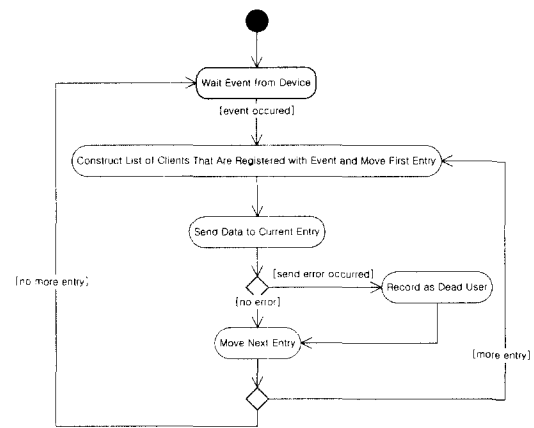 Wait Event from Device
[event occured]
Construct List of Clients That Are Registered with Event and Move First Entry
Send Data to Current Entry
[send error occurred]
[no more entry]
Record as Dead User
[no error]
Move Next Entry
[more entry]